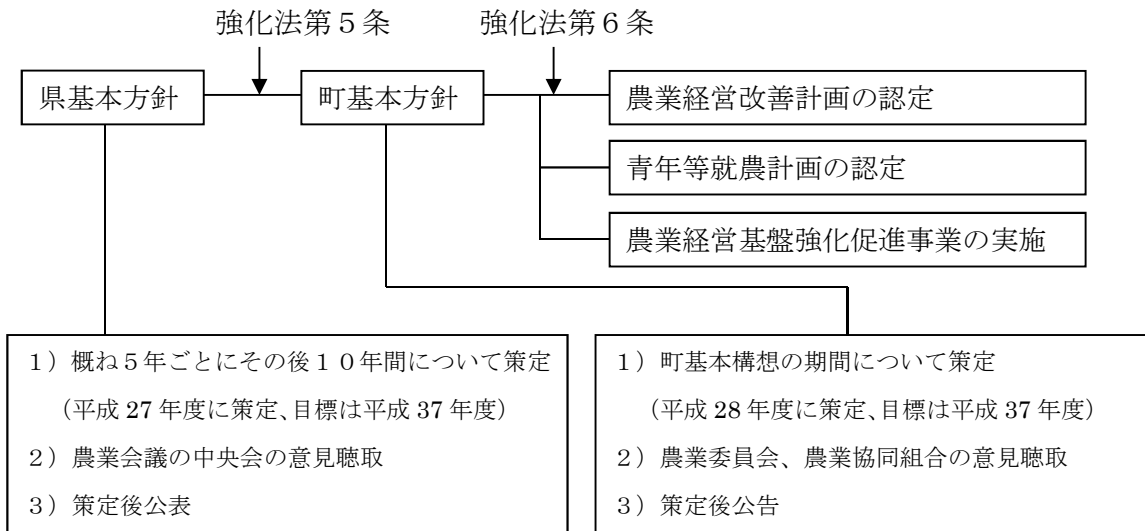 強化法第５条
強化法第６条
県基本方針
町基本方針
農業経営改善計画の認定
青年等就農計画の認定
農業経営基盤強化促進事業の実施
１）概ね５年ごとにその後１０年間について策定
（平成 27 年度に策定、目標は平成 37 年度）
２）農業会議の中央会の意見聴取
３）策定後公表
１）町基本構想の期間について策定
（平成 28 年度に策定、目標は平成 37 年度）
２）農業委員会、農業協同組合の意見聴取
３）策定後公告